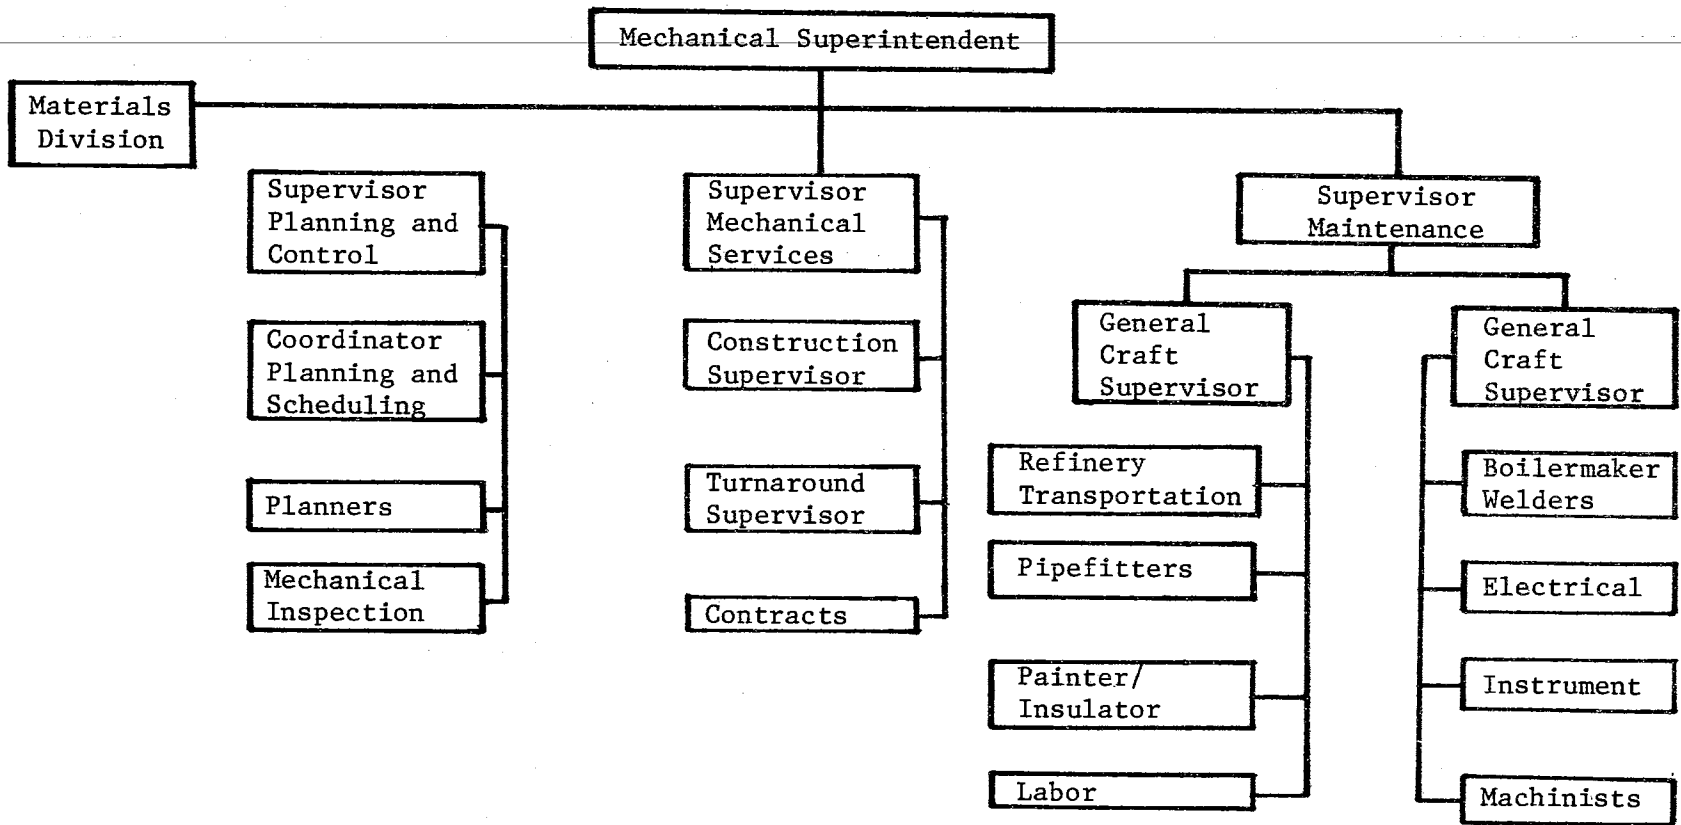 Mechanical Superintendent
Materials
Division
Supervisor
Planning and
Control
Coordinator
Planning and
Scheduling
Planners
Mechanical
Inspection
Supervisor
Mechanical
Services
Construction
Supervisor
Turnaround
Supervisor
Contracts
Supervisor
Maintenance
General
Craft
Supervisor
Refinery
Transportation
Pipefitters
Painter/
Insulator
Labor
General
Craft
Supervisor
Boilermaker
Welders
Electrical
Instrument
Machinists